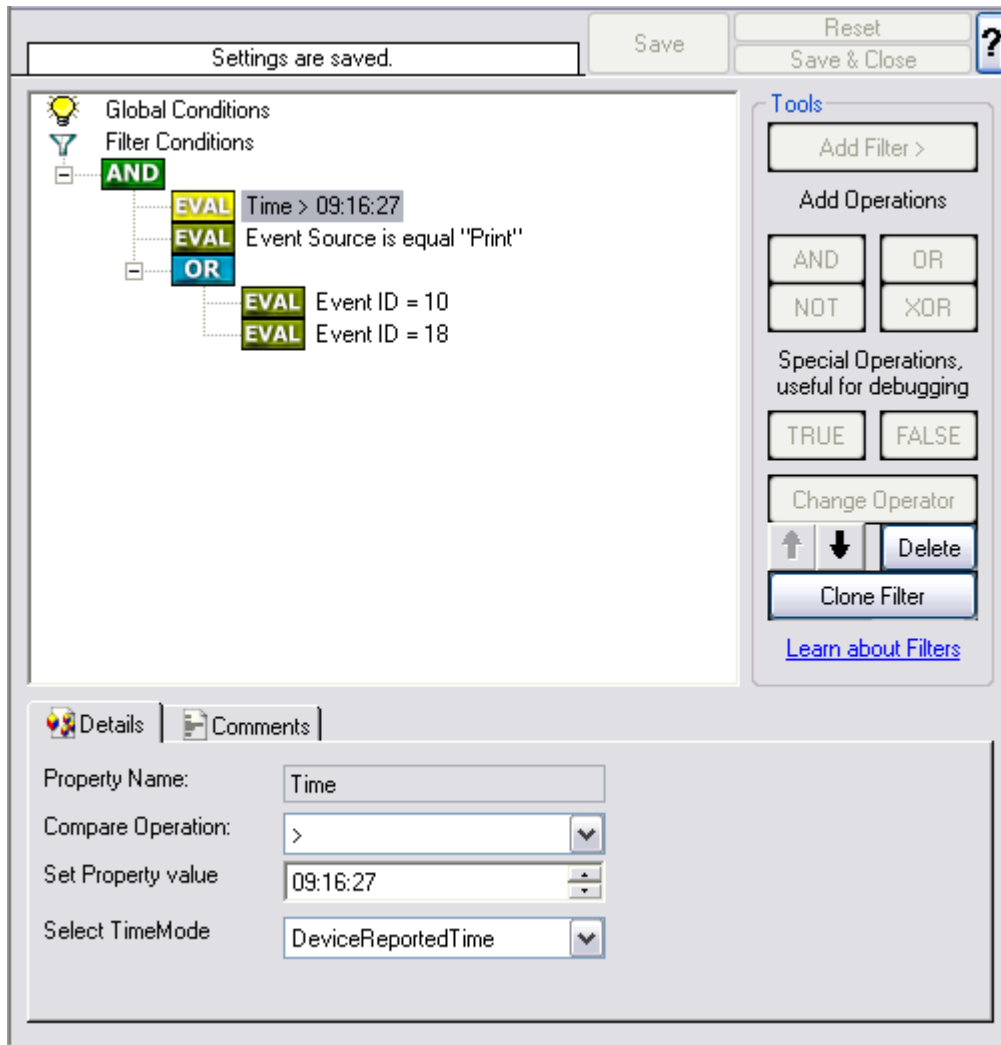 Settings are saved.
Save
Reset
Save & Close
?
Global Conditions
Filter Conditions
AND
EVAL Time > 09:16:27
EVAL Event Source is equal "Print"
OR
EVAL Event ID = 10
EVAL Event ID = 18
Tools
Add Filter >
Add Operations
AND OR
NOT XOR
Special Operations,
useful for debugging
TRUE FALSE
Change Operator
Delete
Clone Filter
Learn about Filters
Details Comments
Property Name: Time
Compare Operation: >
Set Property value 09:16:27
Select TimeMode DeviceReportedTime